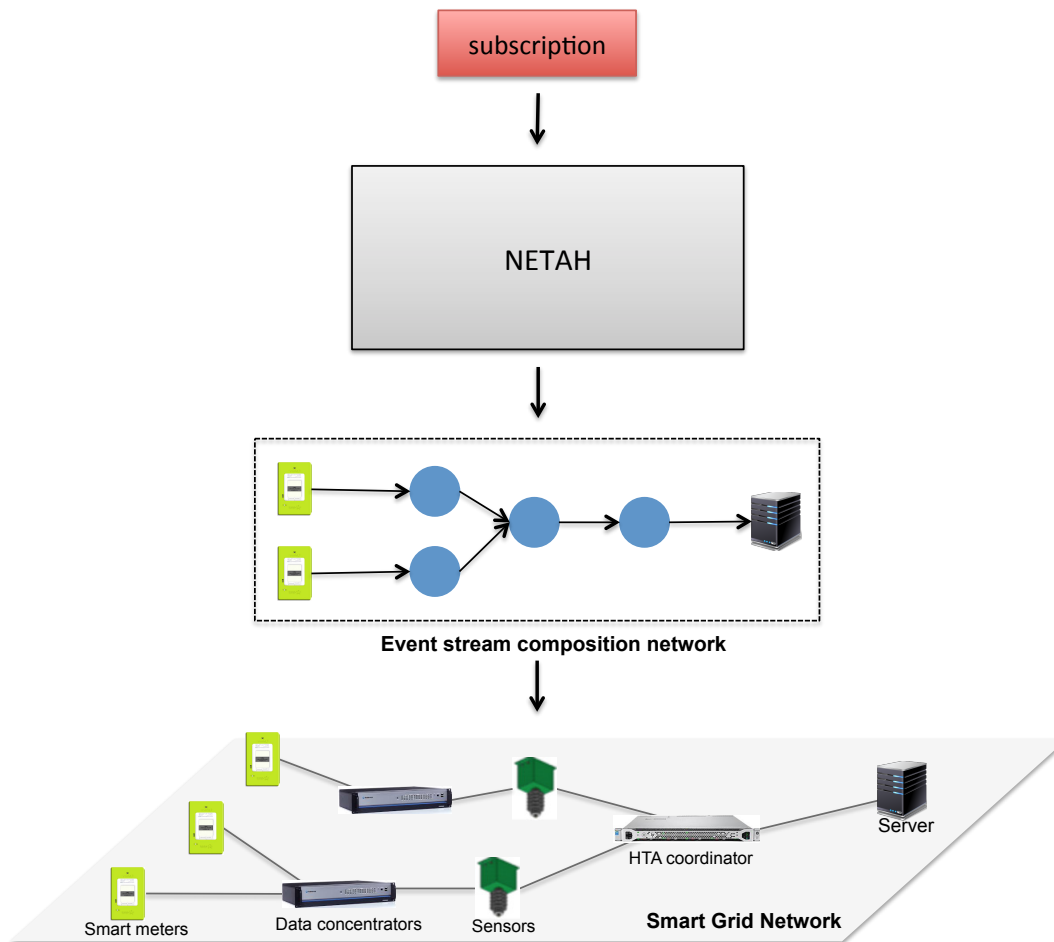 subscription
NETAH
Event stream composition network
Server
HTA coordinator
Smart meters
Data concentrators
Sensors
Smart Grid Network